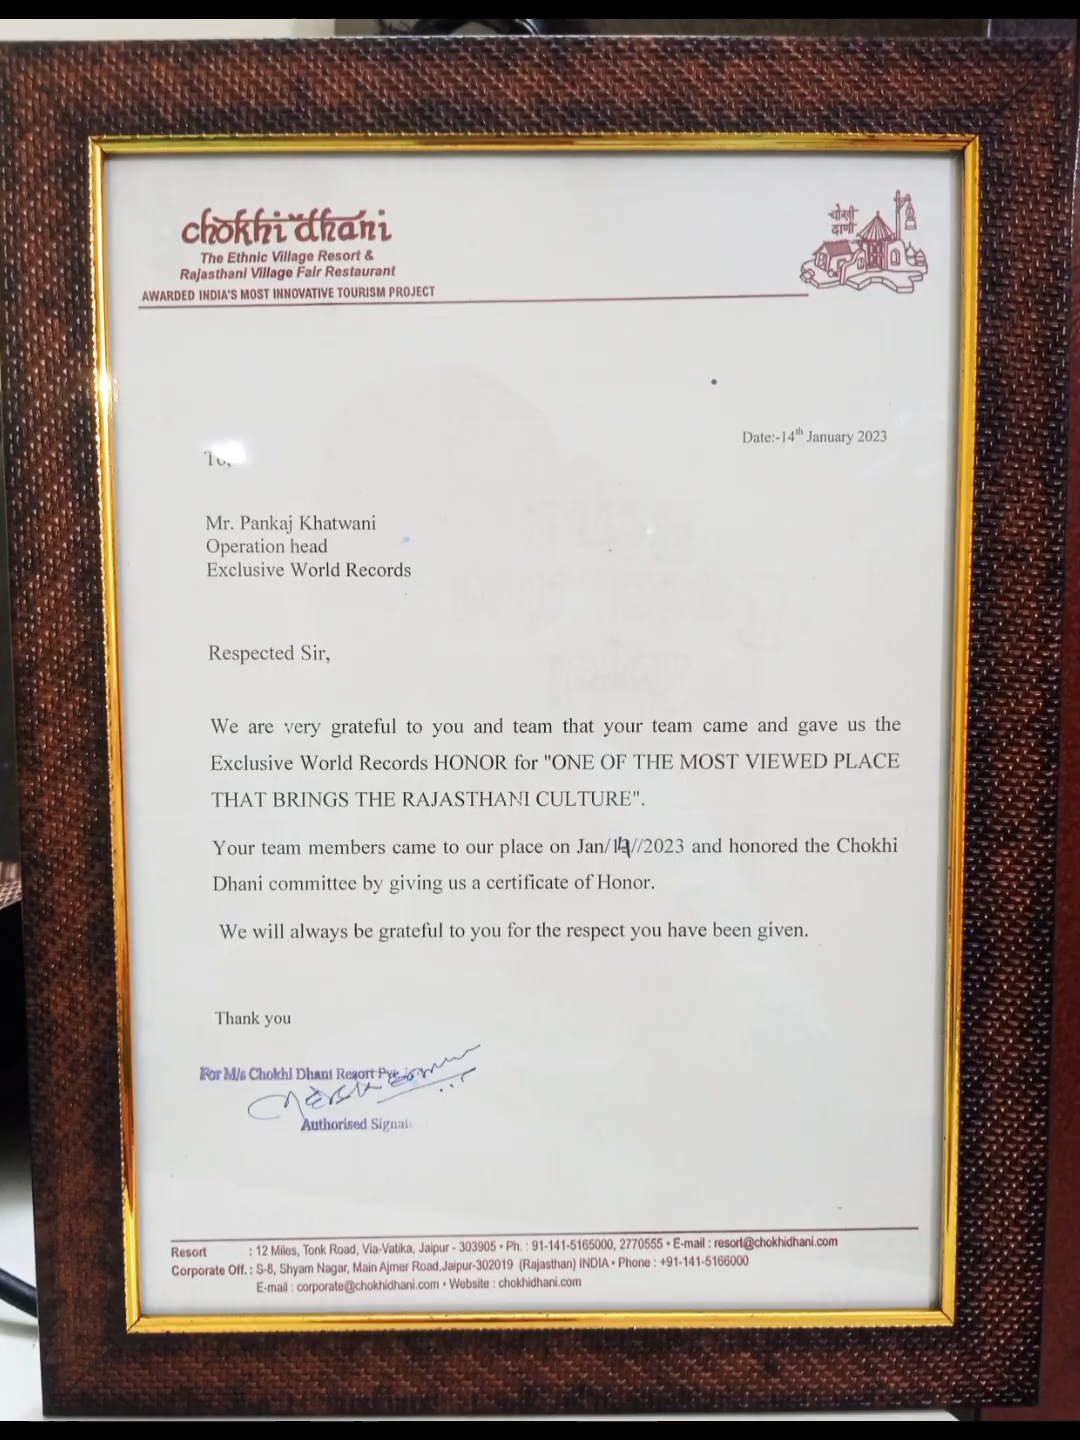 chokhi dhani
The Ethnic Village Resort &
Rajasthani Village Fair Restaurant
AWARDED INDIA'S MOST INNOVATIVE TOURISM PROJECT
चोखी
ढाणी
Date:-14th January 2023
To,
Mr. Pankaj Khatwani
Operation head
Exclusive World Records
Respected Sir,
We are very grateful to you and team that your team came and gave us the
Exclusive World Records HONOR for "ONE OF THE MOST VIEWED PLACE
THAT BRINGS THE RAJASTHANI CULTURE".
Your team members came to our place on Jan/14//2023 and honored the Chokhi
Dhani committee by giving us a certificate of Honor.
We will always be grateful to you for the respect you have been given.
Thank you
For M/s Chokhi Dhani Resort Pvt
Authorised
Resort : 12 Miles, Tonk Road, Via-Vatika, Jaipur - 303905 • Ph. : 91-141-5165000, 2770555 • E-mail : resort@chokhidhani.com
Corporate Off. : S-8, Shyam Nagar, Main Ajmer Road,Jaipur-302019 (Rajasthan) INDIA • Phone : +91-141-5166000
E-mail : corporate@chokhidhani.com • Website : chokhidhani.com